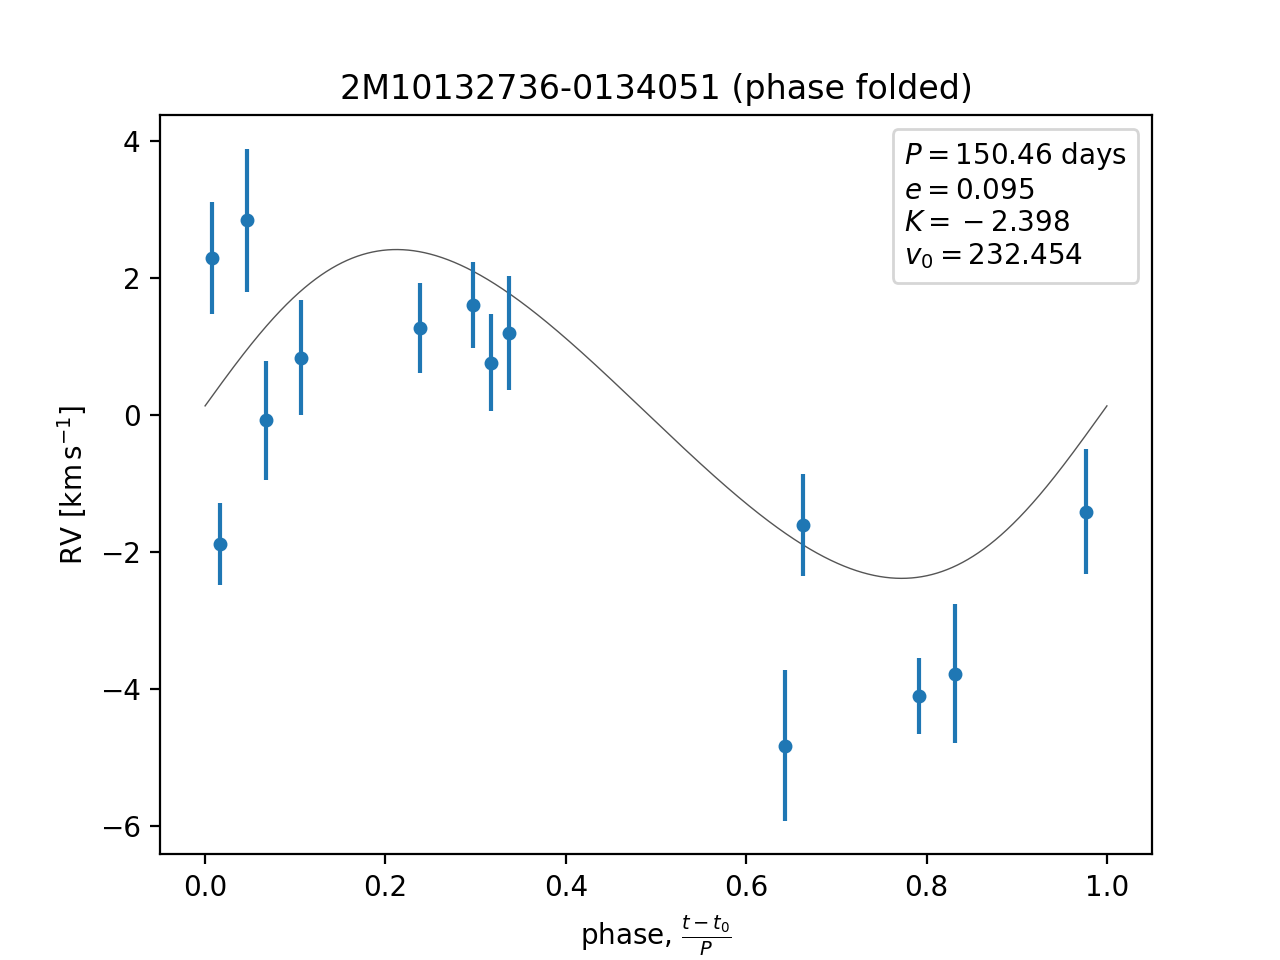 2M10132736-0134051 (phase folded)
P = 150.46 days
e = 0.095
K = −2.398
v₀ = 232.454
4
2
0
−2
−4
−6
RV [km s⁻¹]
0.0 0.2 0.4 0.6 0.8 1.0
phase, (t − t₀)/P